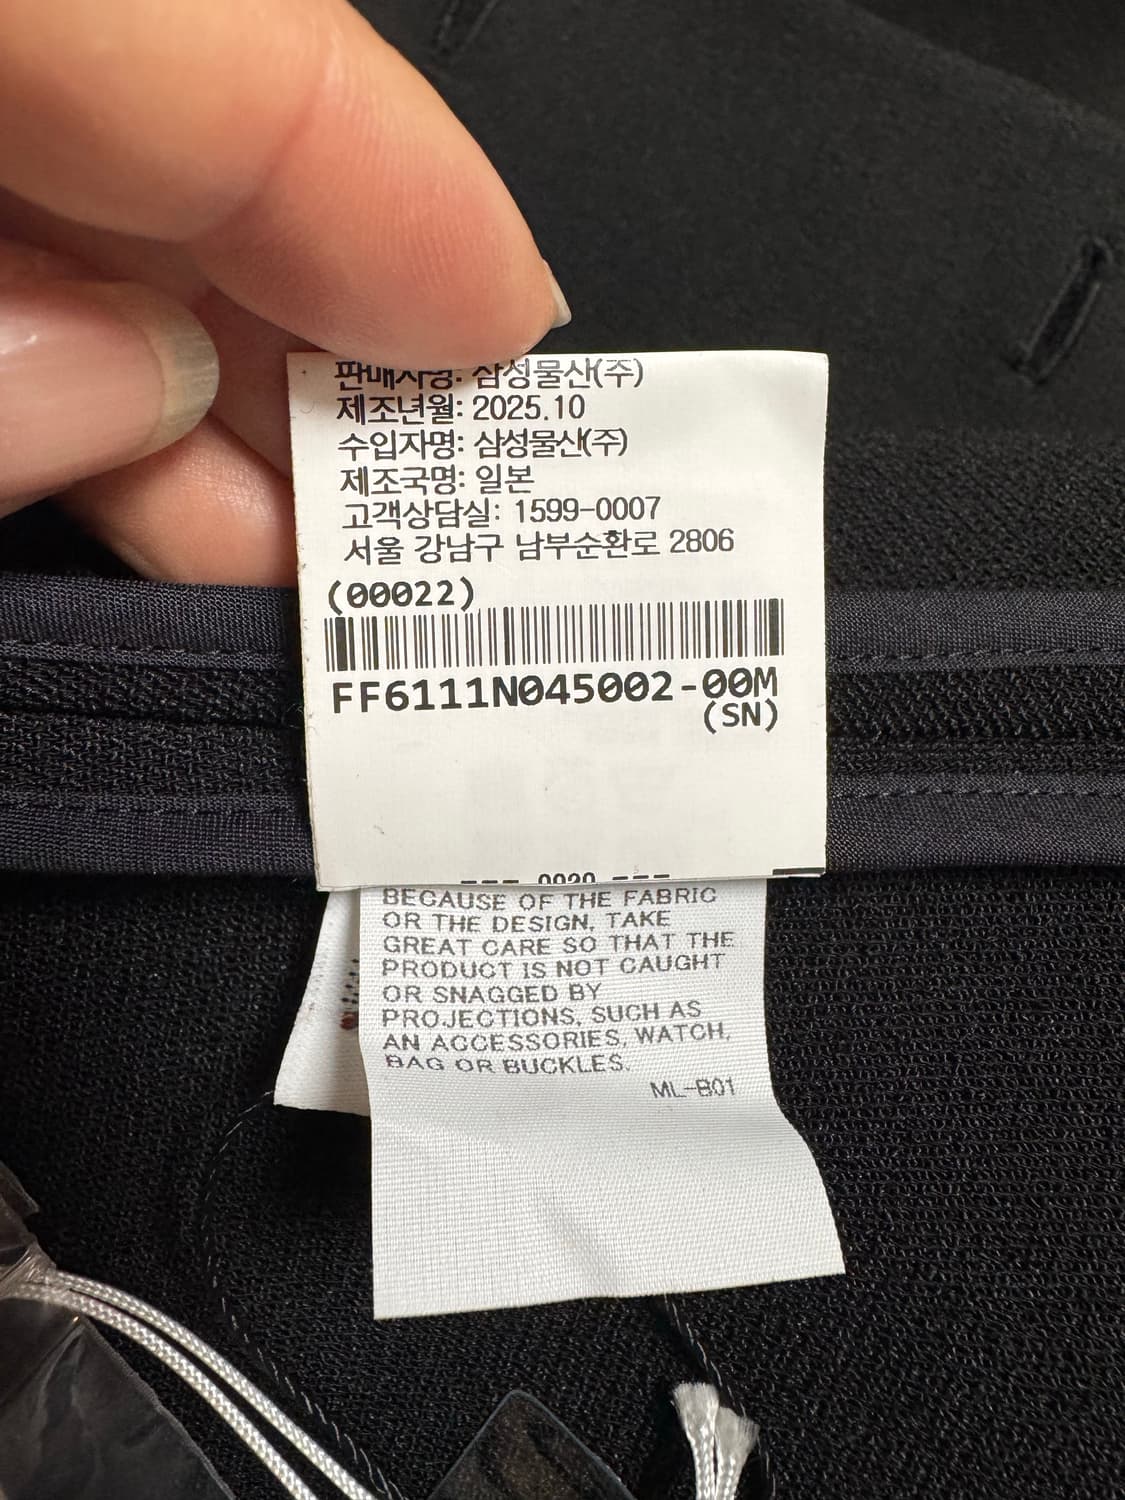 판매자명: 삼성물산(주)
제조년월: 2025.10
수입자명: 삼성물산(주)
제조국명: 일본
고객상담실: 1599-0007
서울 강남구 남부순환로 2806
(00022)
FF6111N045002-00M
(SN)
--- 0020 ---
BECAUSE OF THE FABRIC
OR THE DESIGN, TAKE
GREAT CARE SO THAT THE
PRODUCT IS NOT CAUGHT
OR SNAGGED BY
PROJECTIONS, SUCH AS
AN ACCESSORIES, WATCH,
BAG OR BUCKLES.
ML-B01